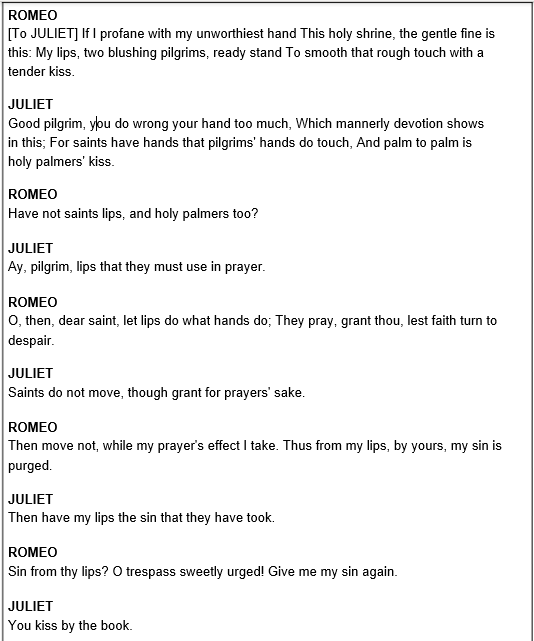 ROMEO
[To JULIET] If I profane with my unworthiest hand This holy shrine, the gentle fine is
this: My lips, two blushing pilgrims, ready stand To smooth that rough touch with a
tender kiss.
JULIET
Good pilgrim, you do wrong your hand too much, Which mannerly devotion shows
in this; For saints have hands that pilgrims' hands do touch, And palm to palm is
holy palmers' kiss.
ROMEO
Have not saints lips, and holy palmers too?
JULIET
Ay, pilgrim, lips that they must use in prayer.
ROMEO
O, then, dear saint, let lips do what hands do; They pray, grant thou, lest faith turn to
despair.
JULIET
Saints do not move, though grant for prayers' sake.
ROMEO
Then move not, while my prayer's effect I take. Thus from my lips, by yours, my sin is
purged.
JULIET
Then have my lips the sin that they have took.
ROMEO
Sin from thy lips? O trespass sweetly urged! Give me my sin again.
JULIET
You kiss by the book.